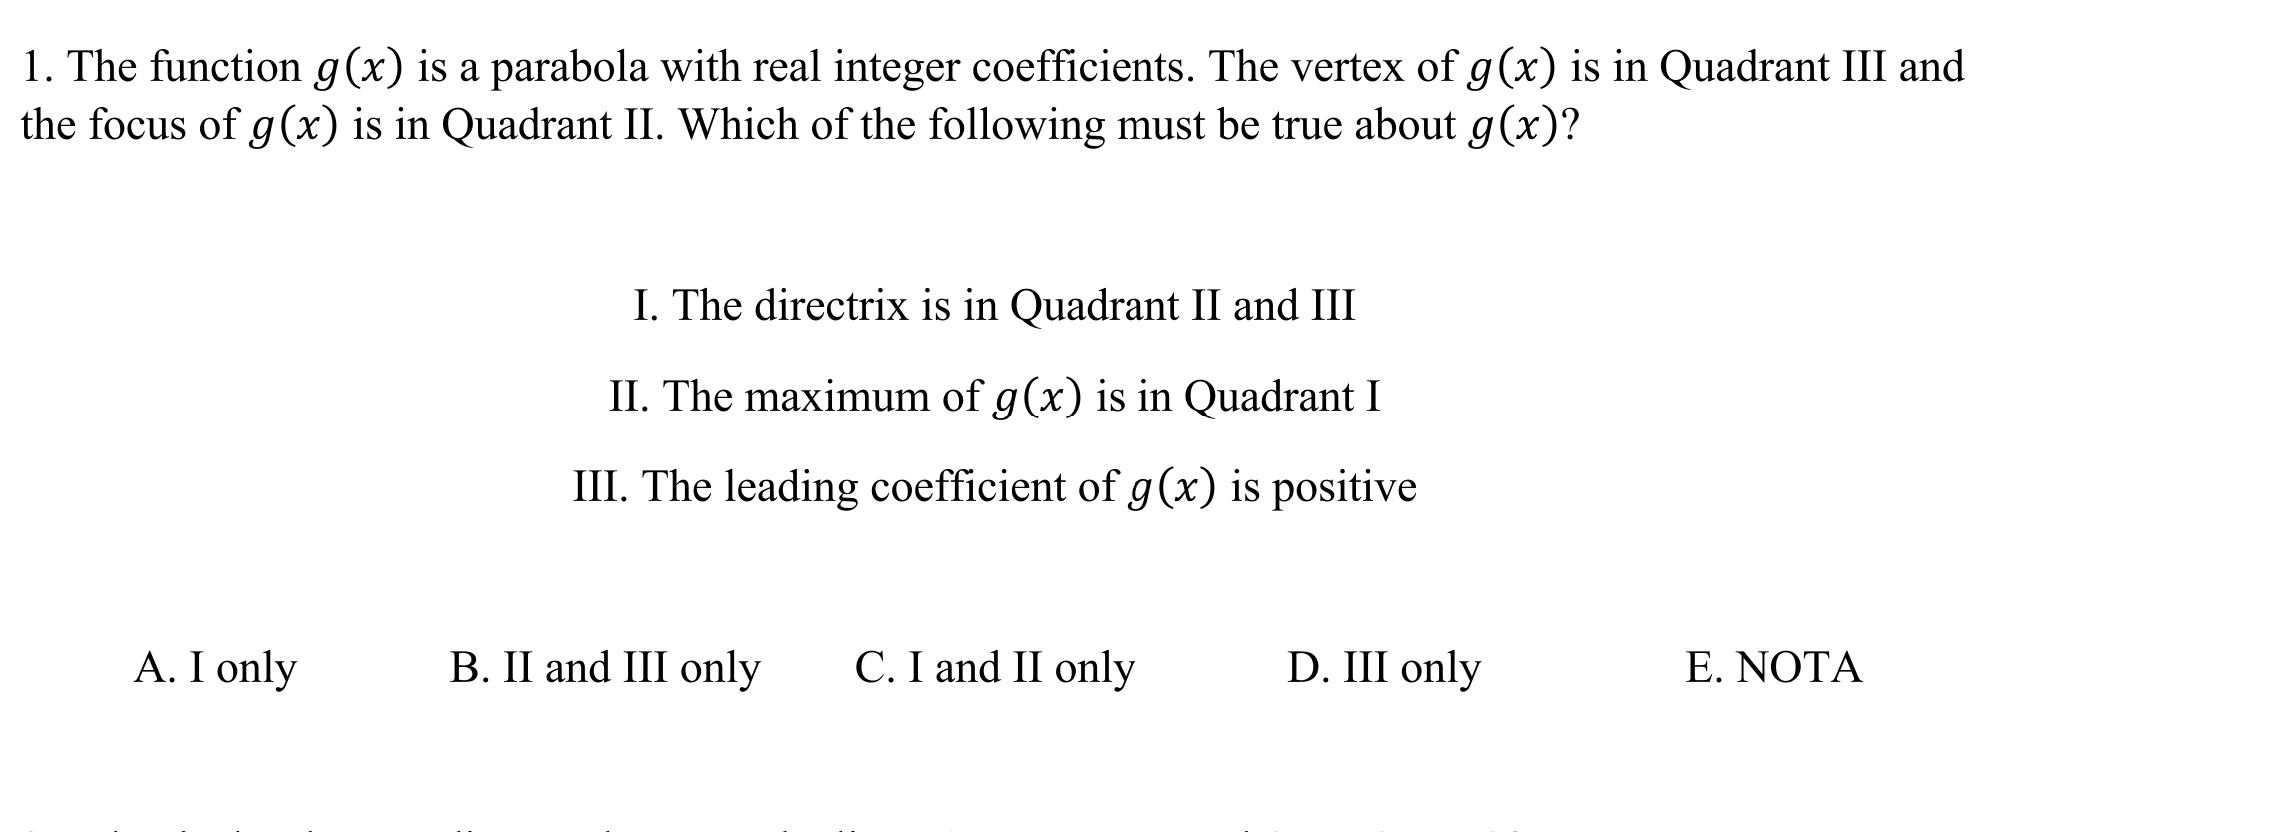 1. The function g(x) is a parabola with real integer coefficients. The vertex of g(x) is in Quadrant III and
the focus of g(x) is in Quadrant II. Which of the following must be true about g(x)?
I. The directrix is in Quadrant II and III
II. The maximum of g(x) is in Quadrant I
III. The leading coefficient of g(x) is positive
A. I only B. II and III only C. I and II only D. III only E. NOTA